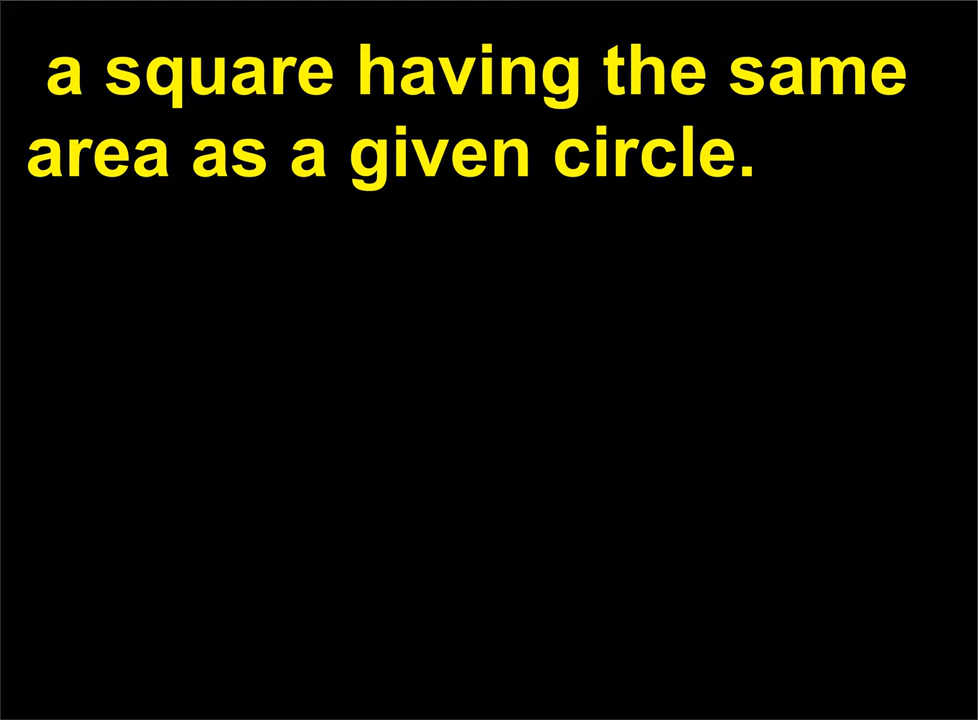 a square having the same
area as a given circle.